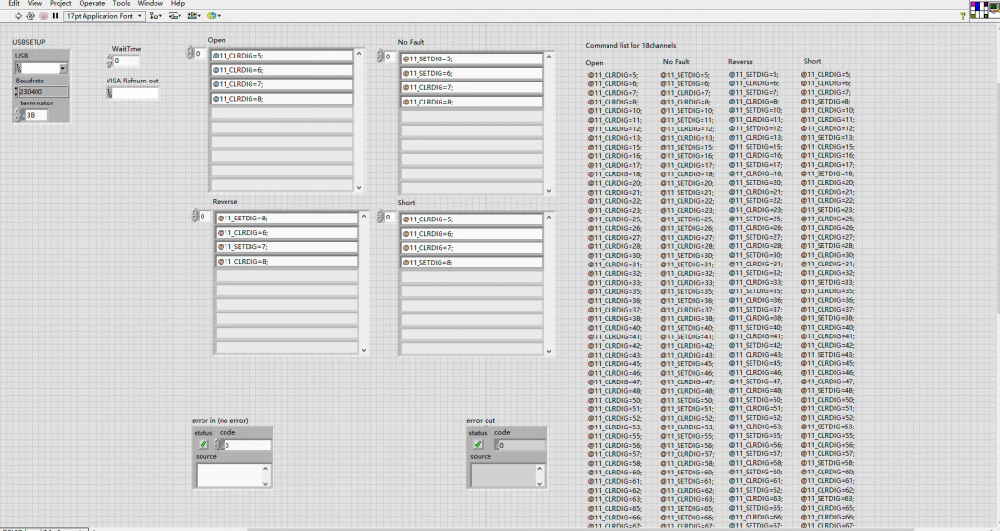 Edit View Project Operate Tools Window Help
17pt Application Font
USBSETUP
USB
Baudrate
230400
terminator
3B
WaitTime
0
VISA Refnum out
Open
0
@11_CLRDIG=5;
@11_CLRDIG=6;
@11_CLRDIG=7;
@11_CLRDIG=8;
No Fault
0
@11_SETDIG=5;
@11_SETDIG=6;
@11_CLRDIG=7;
@11_CLRDIG=8;
Reverse
0
@11_SETDIG=8;
@11_CLRDIG=6;
@11_SETDIG=7;
@11_CLRDIG=8;
Short
0
@11_CLRDIG=5;
@11_CLRDIG=6;
@11_CLRDIG=7;
@11_SETDIG=8;
error in (no error)
status code
0
source
error out
status code
0
source
Command list for 18channels
Open No Fault Reverse Short
@11_CLRDIG=5; @11_SETDIG=5; @11_SETDIG=5; @11_CLRDIG=5;
@11_CLRDIG=6; @11_SETDIG=6; @11_CLRDIG=6; @11_CLRDIG=6;
@11_CLRDIG=7; @11_CLRDIG=7; @11_SETDIG=7; @11_CLRDIG=7;
@11_CLRDIG=8; @11_CLRDIG=8; @11_CLRDIG=8; @11_SETDIG=8;
@11_CLRDIG=10; @11_SETDIG=10; @11_SETDIG=10; @11_CLRDIG=10;
@11_CLRDIG=11; @11_SETDIG=11; @11_CLRDIG=11; @11_CLRDIG=11;
@11_CLRDIG=12; @11_CLRDIG=12; @11_SETDIG=12; @11_CLRDIG=12;
@11_CLRDIG=13; @11_CLRDIG=13; @11_CLRDIG=13; @11_SETDIG=13;
@11_CLRDIG=15; @11_SETDIG=15; @11_SETDIG=15; @11_CLRDIG=15;
@11_CLRDIG=16; @11_SETDIG=16; @11_CLRDIG=16; @11_CLRDIG=16;
@11_CLRDIG=17; @11_CLRDIG=17; @11_SETDIG=17; @11_CLRDIG=17;
@11_CLRDIG=18; @11_CLRDIG=18; @11_CLRDIG=18; @11_SETDIG=18;
@11_CLRDIG=20; @11_SETDIG=20; @11_SETDIG=20; @11_CLRDIG=20;
@11_CLRDIG=21; @11_SETDIG=21; @11_CLRDIG=21; @11_CLRDIG=21;
@11_CLRDIG=22; @11_CLRDIG=22; @11_SETDIG=22; @11_CLRDIG=22;
@11_CLRDIG=23; @11_CLRDIG=23; @11_CLRDIG=23; @11_SETDIG=23;
@11_CLRDIG=25; @11_SETDIG=25; @11_SETDIG=25; @11_CLRDIG=25;
@11_CLRDIG=26; @11_SETDIG=26; @11_CLRDIG=26; @11_CLRDIG=26;
@11_CLRDIG=27; @11_CLRDIG=27; @11_SETDIG=27; @11_CLRDIG=27;
@11_CLRDIG=28; @11_CLRDIG=28; @11_CLRDIG=28; @11_SETDIG=28;
@11_CLRDIG=30; @11_SETDIG=30; @11_SETDIG=30; @11_CLRDIG=30;
@11_CLRDIG=31; @11_SETDIG=31; @11_CLRDIG=31; @11_CLRDIG=31;
@11_CLRDIG=32; @11_CLRDIG=32; @11_SETDIG=32; @11_CLRDIG=32;
@11_CLRDIG=33; @11_CLRDIG=33; @11_CLRDIG=33; @11_SETDIG=33;
@11_CLRDIG=35; @11_SETDIG=35; @11_SETDIG=35; @11_CLRDIG=35;
@11_CLRDIG=36; @11_SETDIG=36; @11_CLRDIG=36; @11_CLRDIG=36;
@11_CLRDIG=37; @11_CLRDIG=37; @11_SETDIG=37; @11_CLRDIG=37;
@11_CLRDIG=38; @11_CLRDIG=38; @11_CLRDIG=38; @11_SETDIG=38;
@11_CLRDIG=40; @11_SETDIG=40; @11_SETDIG=40; @11_CLRDIG=40;
@11_CLRDIG=41; @11_SETDIG=41; @11_CLRDIG=41; @11_CLRDIG=41;
@11_CLRDIG=42; @11_CLRDIG=42; @11_SETDIG=42; @11_CLRDIG=42;
@11_CLRDIG=43; @11_CLRDIG=43; @11_CLRDIG=43; @11_SETDIG=43;
@11_CLRDIG=45; @11_SETDIG=45; @11_SETDIG=45; @11_CLRDIG=45;
@11_CLRDIG=46; @11_SETDIG=46; @11_CLRDIG=46; @11_CLRDIG=46;
@11_CLRDIG=47; @11_CLRDIG=47; @11_SETDIG=47; @11_CLRDIG=47;
@11_CLRDIG=48; @11_CLRDIG=48; @11_CLRDIG=48; @11_SETDIG=48;
@11_CLRDIG=50; @11_SETDIG=50; @11_SETDIG=50; @11_CLRDIG=50;
@11_CLRDIG=51; @11_SETDIG=51; @11_CLRDIG=51; @11_CLRDIG=51;
@11_CLRDIG=52; @11_CLRDIG=52; @11_SETDIG=52; @11_CLRDIG=52;
@11_CLRDIG=53; @11_CLRDIG=53; @11_CLRDIG=53; @11_SETDIG=53;
@11_CLRDIG=55; @11_SETDIG=55; @11_SETDIG=55; @11_CLRDIG=55;
@11_CLRDIG=56; @11_SETDIG=56; @11_CLRDIG=56; @11_CLRDIG=56;
@11_CLRDIG=57; @11_CLRDIG=57; @11_SETDIG=57; @11_CLRDIG=57;
@11_CLRDIG=58; @11_CLRDIG=58; @11_CLRDIG=58; @11_SETDIG=58;
@11_CLRDIG=60; @11_SETDIG=60; @11_SETDIG=60; @11_CLRDIG=60;
@11_CLRDIG=61; @11_SETDIG=61; @11_CLRDIG=61; @11_CLRDIG=61;
@11_CLRDIG=62; @11_CLRDIG=62; @11_SETDIG=62; @11_CLRDIG=62;
@11_CLRDIG=63; @11_CLRDIG=63; @11_CLRDIG=63; @11_SETDIG=63;
@11_CLRDIG=65; @11_SETDIG=65; @11_SETDIG=65; @11_CLRDIG=65;
@11_CLRDIG=66; @11_SETDIG=66; @11_CLRDIG=66; @11_CLRDIG=66;
@11_CLRDIG=67; @11_CLRDIG=67; @11_SETDIG=67; @11_CLRDIG=67;